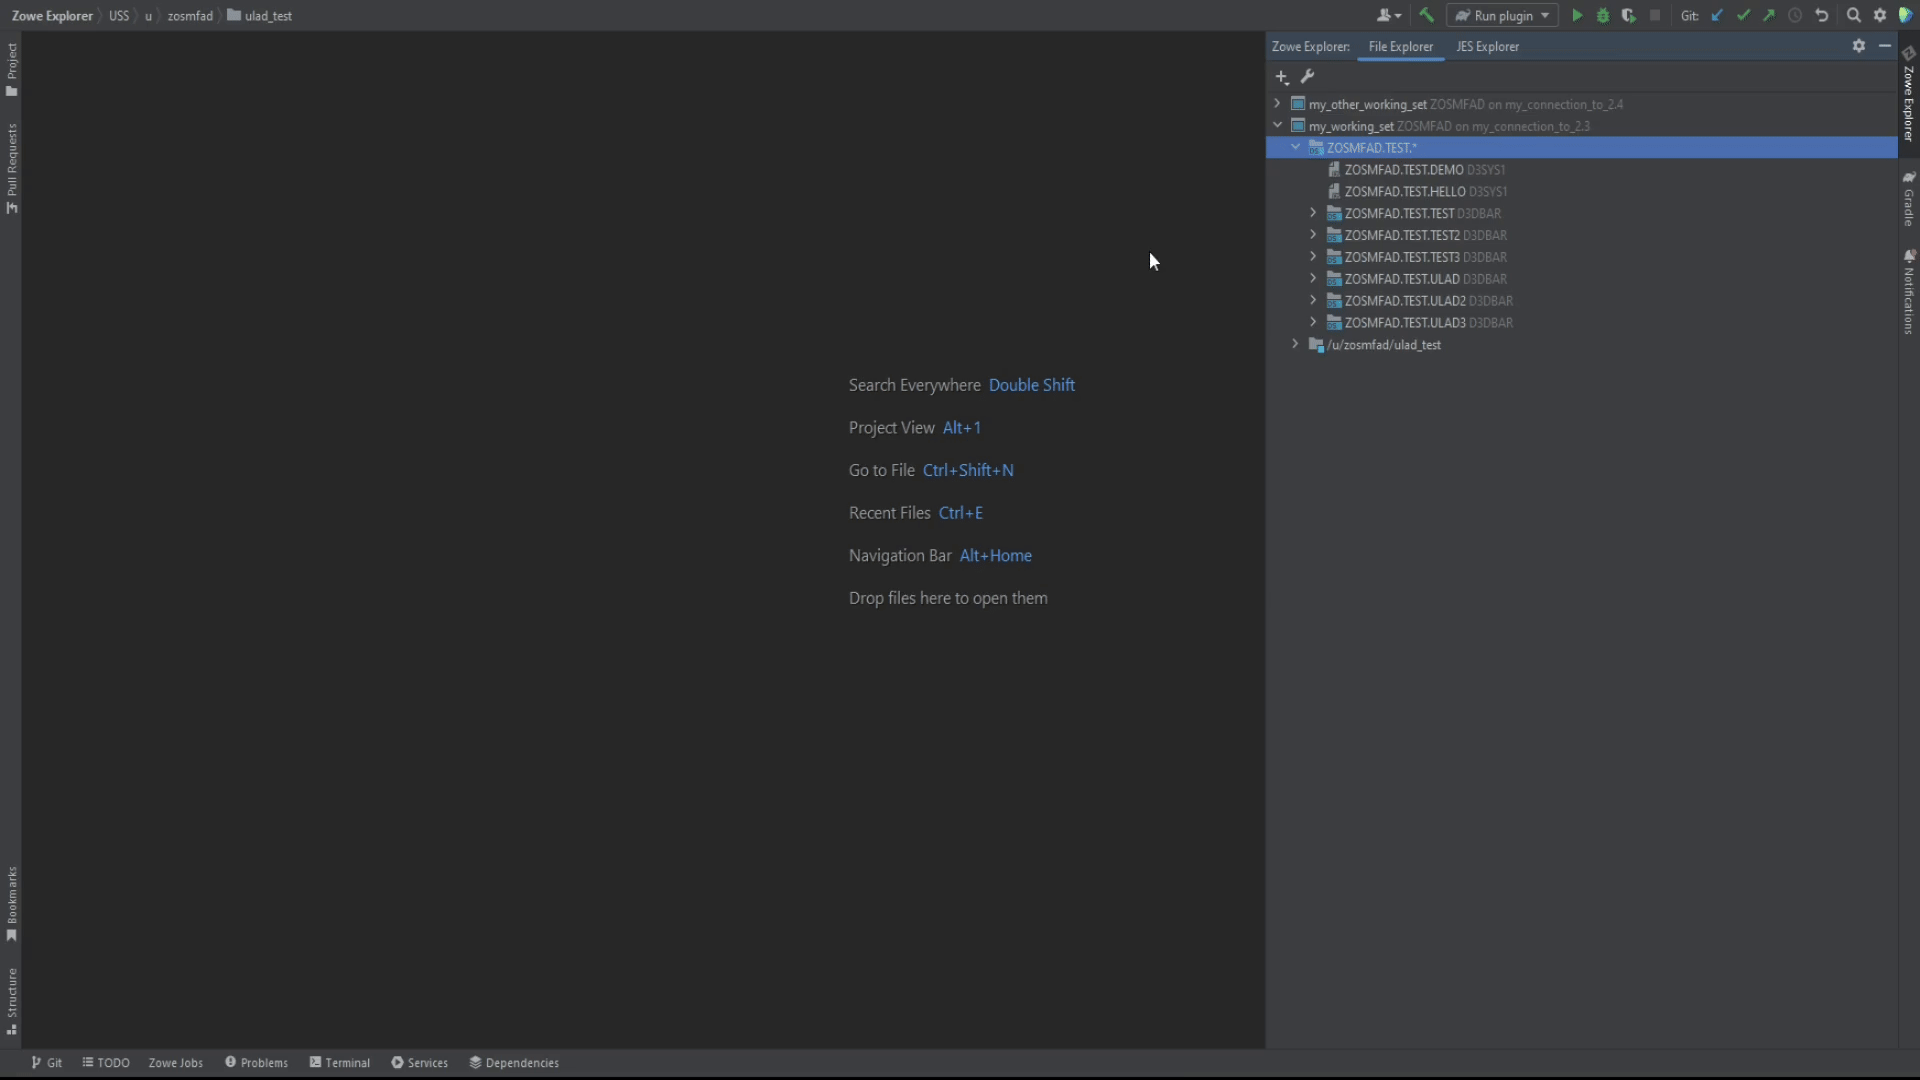 Zowe Explorer USS u zosmfad ulad_test
Run plugin Git:
Project
Pull Requests
Bookmarks
Structure
Search Everywhere Double Shift
Project View Alt+1
Go to File Ctrl+Shift+N
Recent Files Ctrl+E
Navigation Bar Alt+Home
Drop files here to open them
Zowe Explorer: File Explorer JES Explorer
my_other_working_set ZOSMFAD on my_connection_to_2.4
my_working_set ZOSMFAD on my_connection_to_2.3
ZOSMFAD.TEST.*
ZOSMFAD.TEST.DEMO D3SYS1
ZOSMFAD.TEST.HELLO D3SYS1
ZOSMFAD.TEST.TEST D3DBAR
ZOSMFAD.TEST.TEST2 D3DBAR
ZOSMFAD.TEST.TEST3 D3DBAR
ZOSMFAD.TEST.ULAD D3DBAR
ZOSMFAD.TEST.ULAD2 D3DBAR
ZOSMFAD.TEST.ULAD3 D3DBAR
/u/zosmfad/ulad_test
Zowe Explorer
Gradle
Notifications
Git TODO Zowe Jobs Problems Terminal Services Dependencies